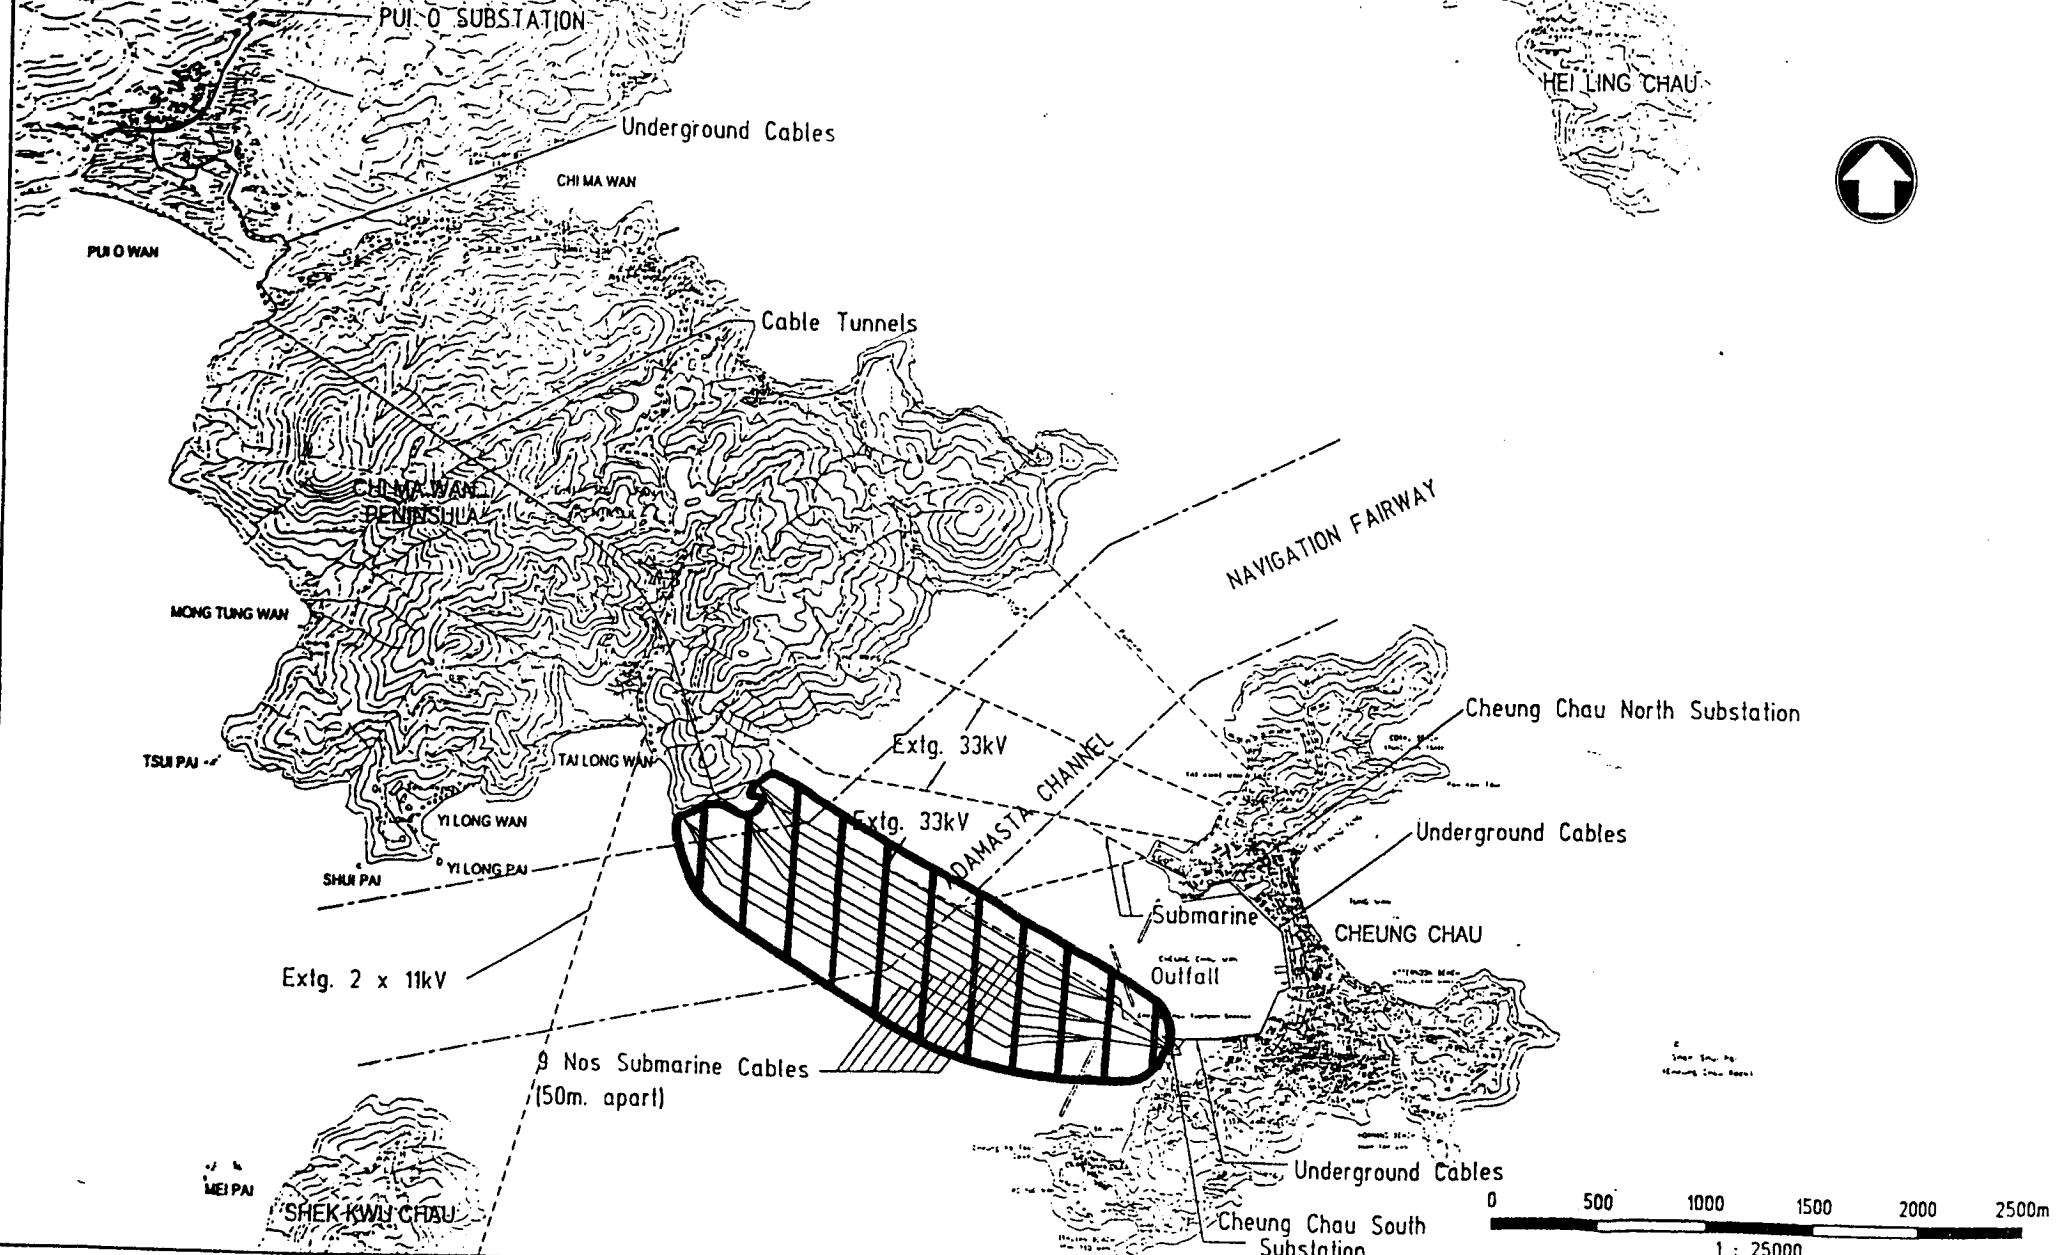 PUI O SUBSTATION
HEI LING CHAU
Underground Cables
CHI MA WAN
PUI O WAN
Cable Tunnels
CHI MA WAN
PENINSULA
NAVIGATION FAIRWAY
MONG TUNG WAN
Cheung Chau North Substation
TSUI PAI
TAI LONG WAN
Extg. 33kV
ADAMASTA CHANNEL
YI LONG WAN
Extg. 33kV
Underground Cables
YI LONG PAI
SHUI PAI
Submarine
Outfall
CHEUNG CHAU
Extg. 2 x 11kV
9 Nos Submarine Cables
(50m. apart)
MEI PAI
SHEK KWU CHAU
Underground Cables
Cheung Chau South
Substation
0 500 1000 1500 2000 2500m
1 : 25000